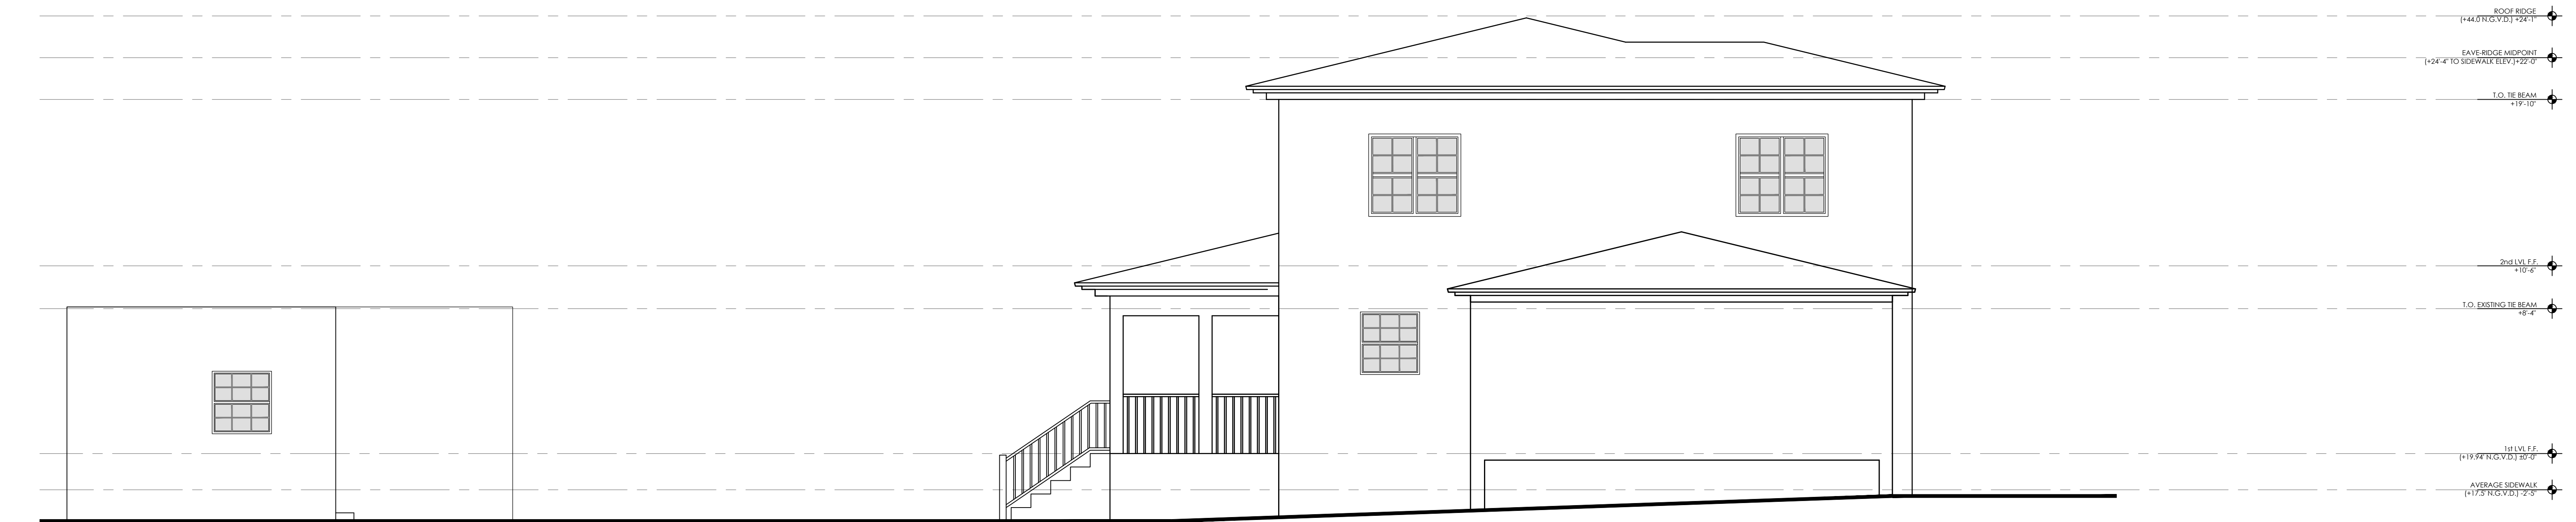 ROOF RIDGE
(+44.0 N.G.V.D.) +24'-1"
EAVE-RIDGE MIDPOINT
(+24'-4" TO SIDEWALK ELEV.)+22'-0"
T.O. TIE BEAM
+19'-10"
2nd LVL F.F.
+10'-6"
T.O. EXISTING TIE BEAM
+8'-4"
1st LVL F.F.
(+19.94' N.G.V.D.) ±0'-0"
AVERAGE SIDEWALK
(+17.5' N.G.V.D.) -2'-5"